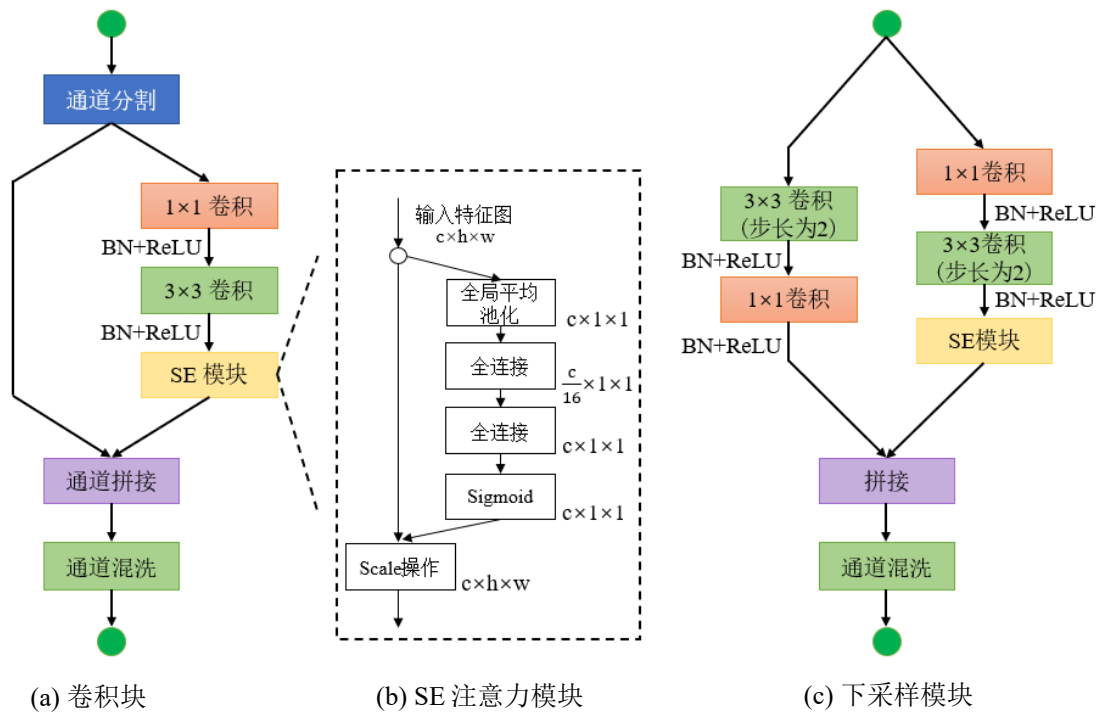 通道分割
1×1 卷积
BN+ReLU
3×3 卷积
BN+ReLU
SE 模块
通道拼接
通道混洗
(a) 卷积块
输入特征图
c×h×w
全局平均
池化
c×1×1
全连接
c/16×1×1
全连接
c×1×1
Sigmoid
c×1×1
Scale操作
c×h×w
(b) SE 注意力模块
3×3 卷积
(步长为2)
BN+ReLU
1×1卷积
BN+ReLU
1×1卷积
BN+ReLU
3×3卷积
(步长为2)
BN+ReLU
SE模块
拼接
通道混洗
(c) 下采样模块